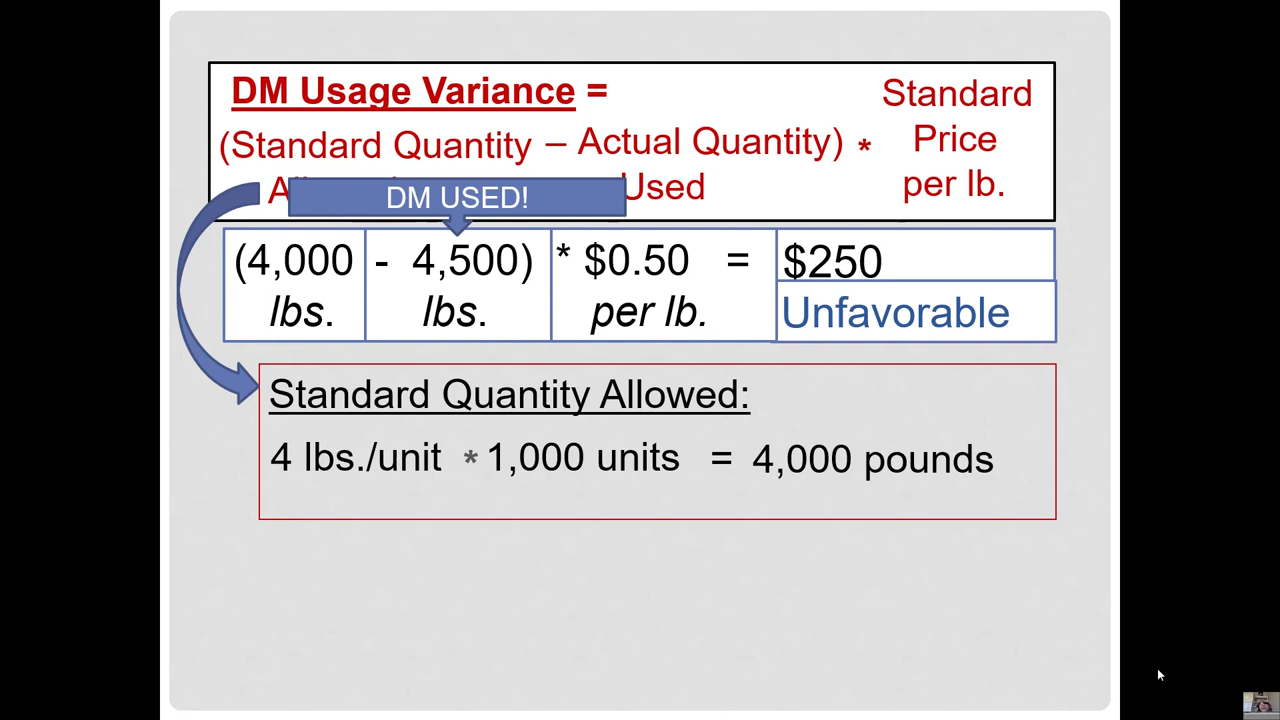 DM Usage Variance =
(Standard Quantity – Actual Quantity) * Standard Price per lb.
Used
DM USED!
(4,000 - 4,500) * $0.50 = $250
lbs. lbs. per lb. Unfavorable
Standard Quantity Allowed:
4 lbs./unit * 1,000 units = 4,000 pounds